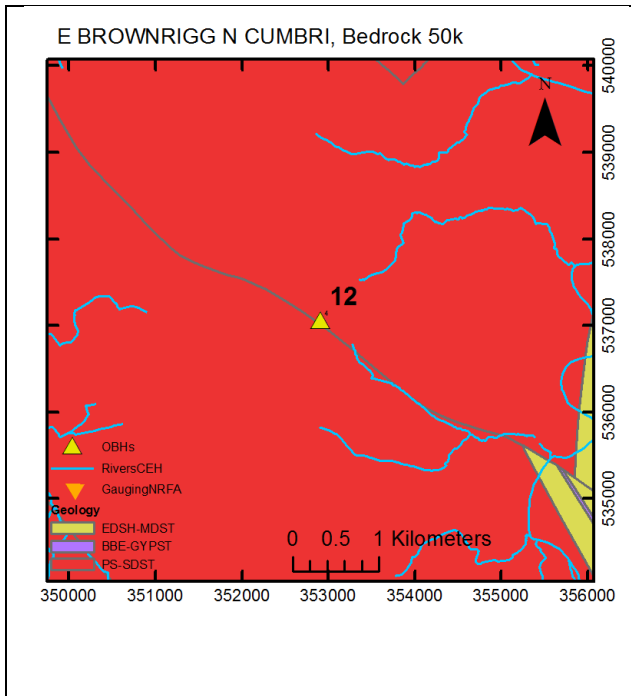 E BROWNRIGG N CUMBRI, Bedrock 50k
N
540000
539000
538000
537000
536000
535000
12
OBHs
RiversCEH
GaugingNRFA
Geology
EDSH-MDST
BBE-GYPST
PS-SDST
0 0.5 1 Kilometers
350000 351000 352000 353000 354000 355000 356000